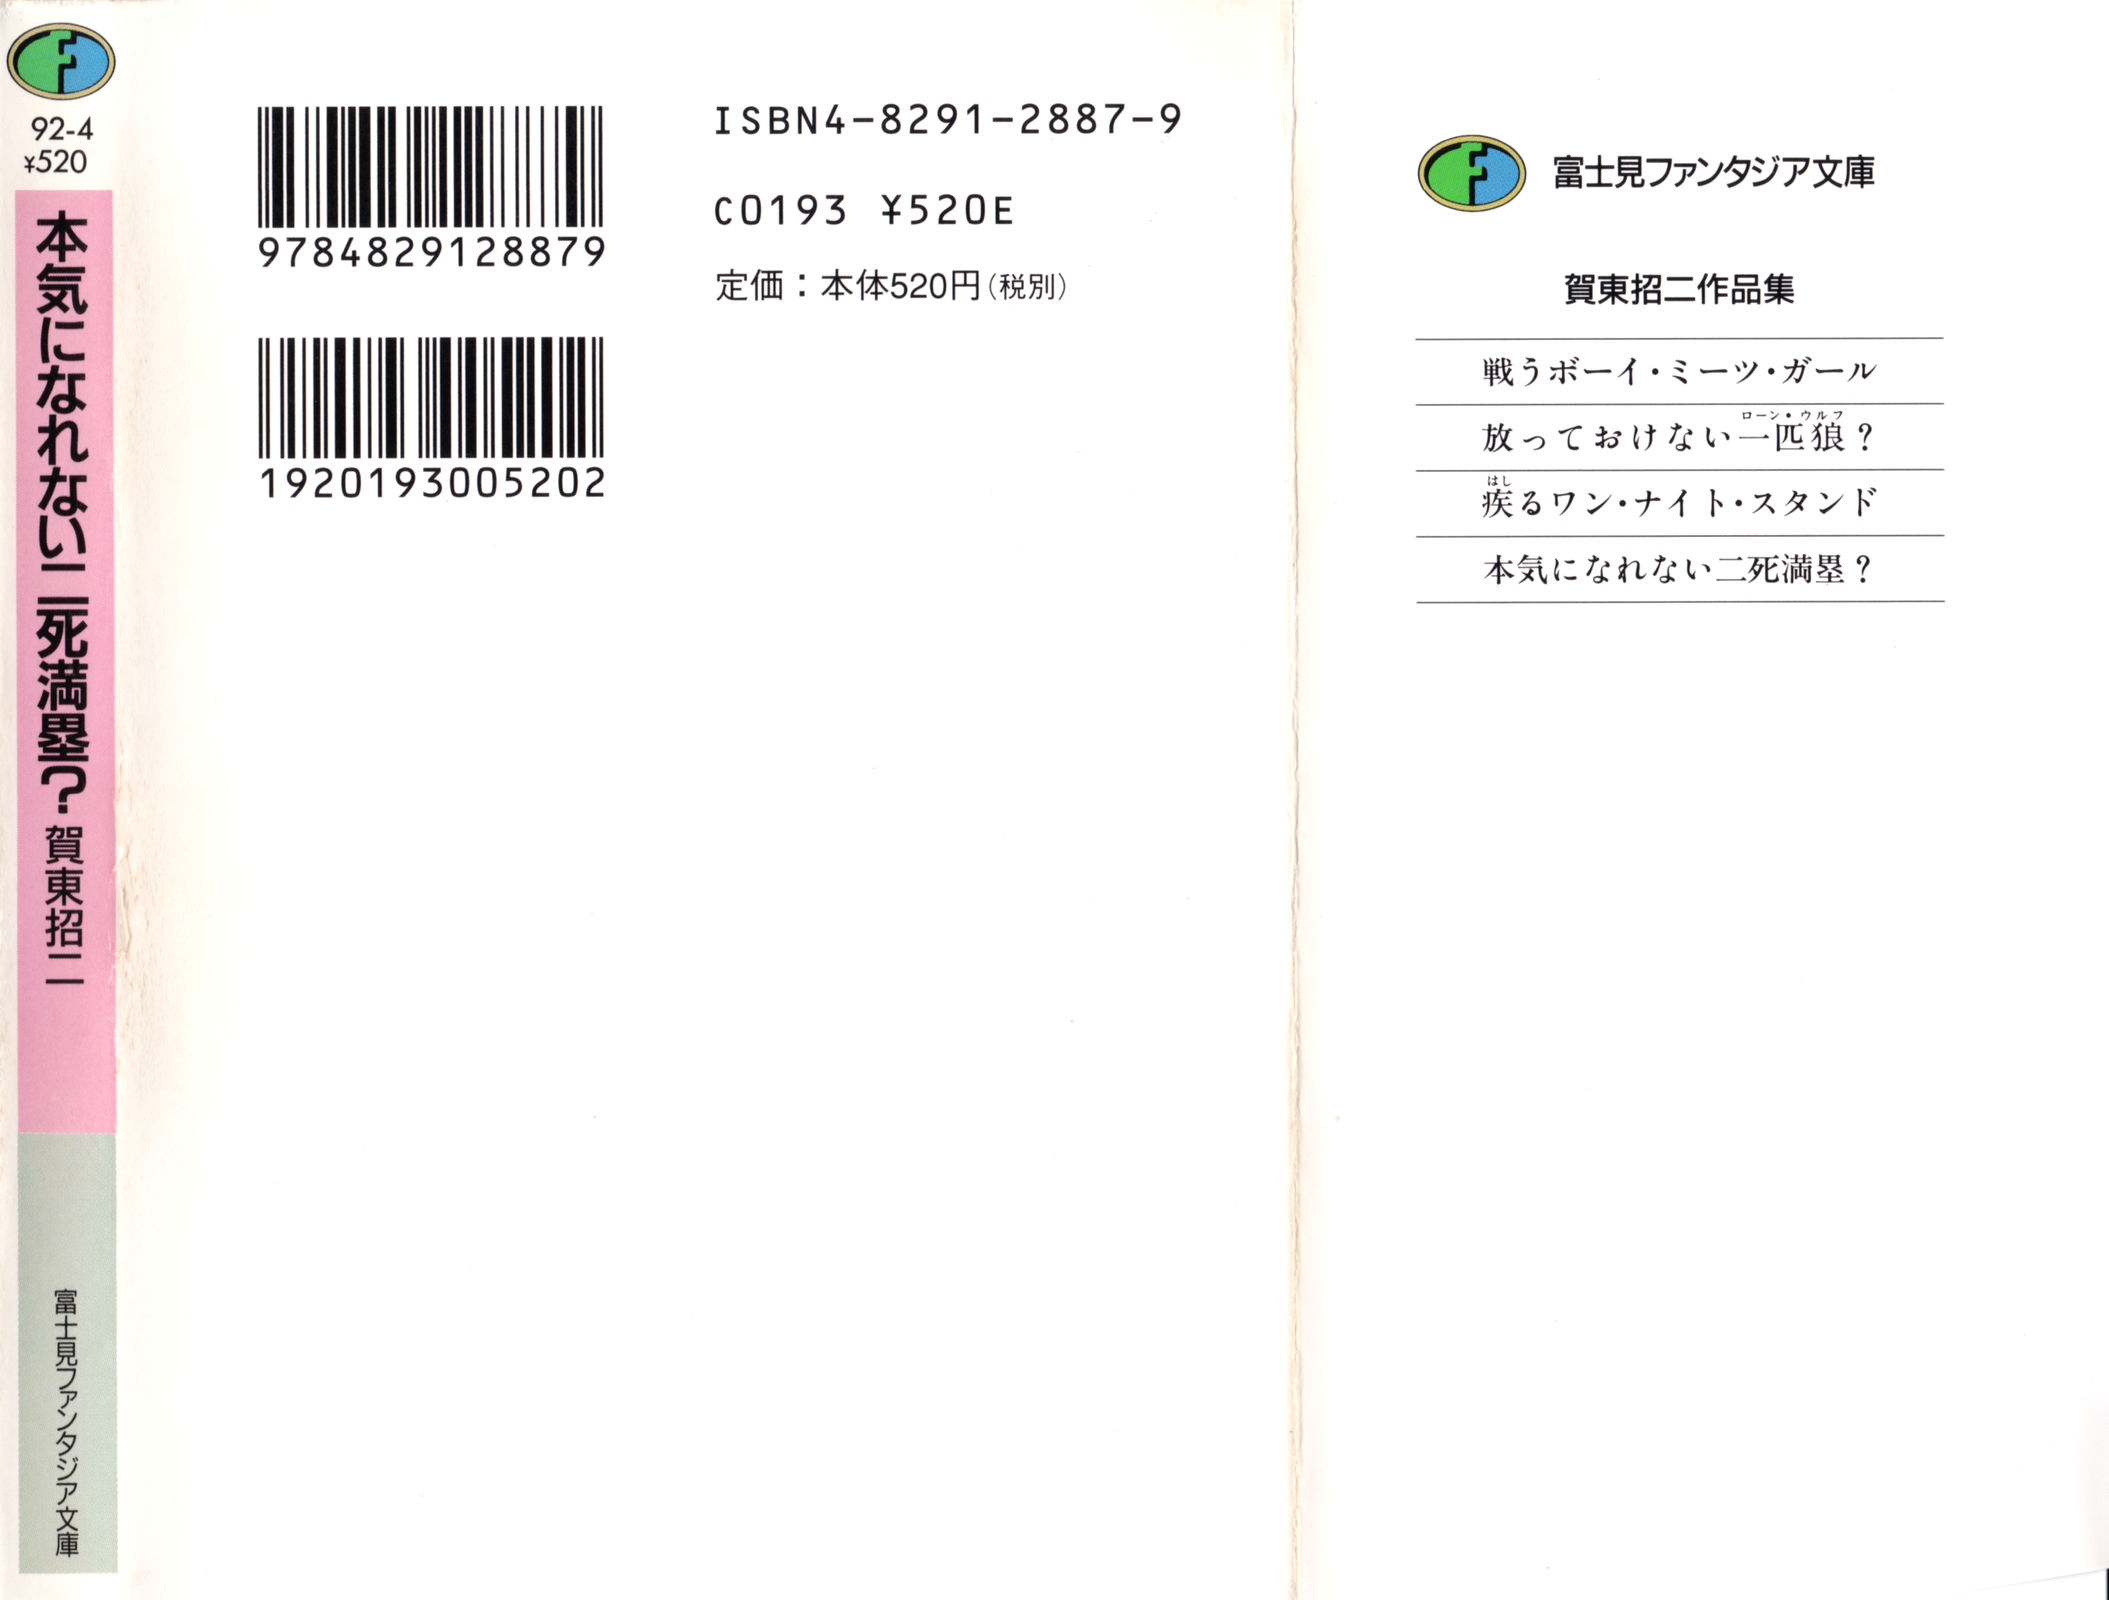 92-4
¥520
本気になれない二死満塁？
賀東招二
富士見ファンタジア文庫
9784829128879
1920193005202
ISBN4-8291-2887-9
C0193 ¥520E
定価：本体520円（税別）
富士見ファンタジア文庫
賀東招二作品集
戦うボーイ・ミーツ・ガール
ローン・ウルフ
放っておけない一匹狼？
はし
疾るワン・ナイト・スタンド
本気になれない二死満塁？